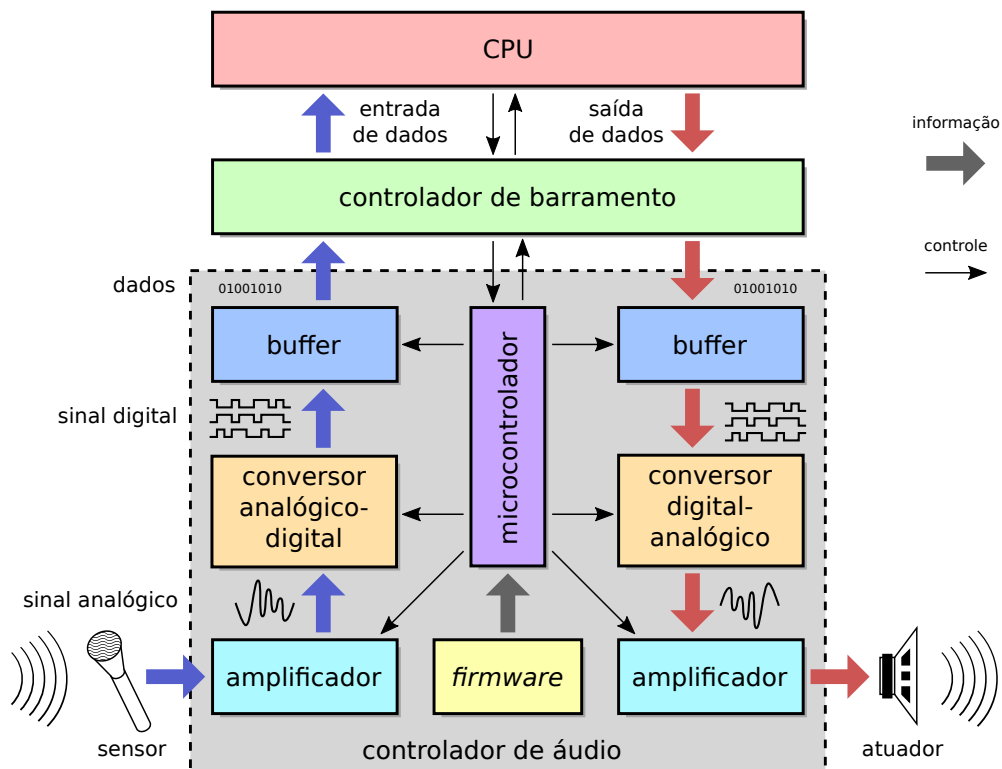 CPU
entrada
de dados
saída
de dados
informação
controlador de barramento
controle
dados
01001010
01001010
buffer
microcontrolador
buffer
sinal digital
conversor
analógico-
digital
conversor
digital-
analógico
sinal analógico
amplificador
firmware
amplificador
sensor
controlador de áudio
atuador